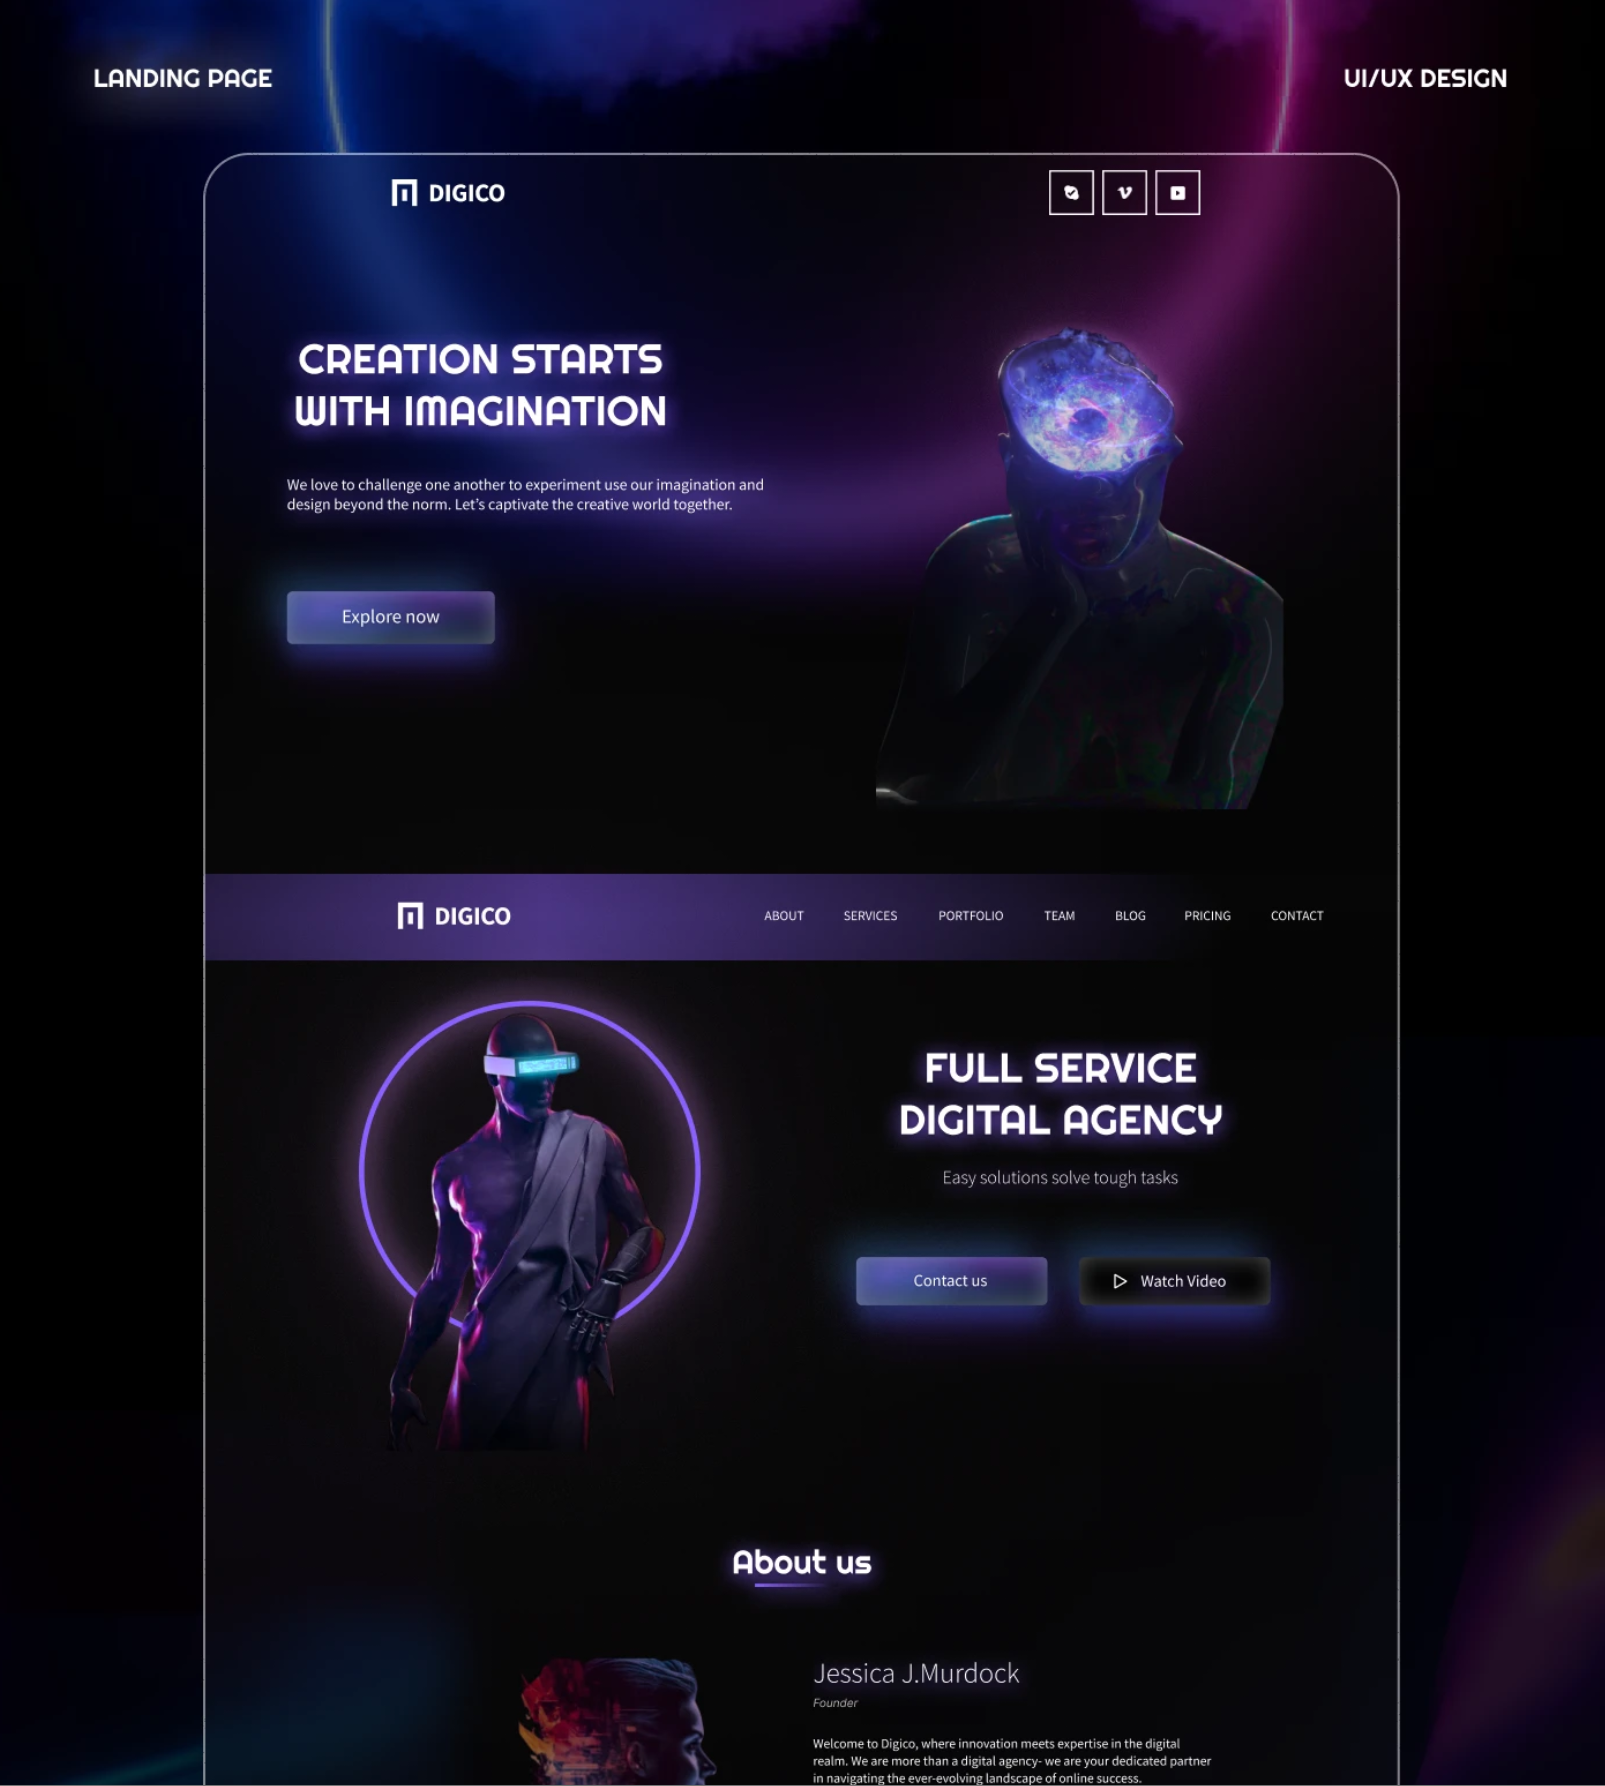 LANDING PAGE
UI/UX DESIGN
DIGICO
CREATION STARTS
WITH IMAGINATION
We love to challenge one another to experiment use our imagination and
design beyond the norm. Let's captivate the creative world together.
Explore now
DIGICO
ABOUT SERVICES PORTFOLIO TEAM BLOG PRICING CONTACT
FULL SERVICE
DIGITAL AGENCY
Easy solutions solve tough tasks
Contact us
Watch Video
About us
Jessica J.Murdock
Founder
Welcome to Digico, where innovation meets expertise in the digital
realm. We are more than a digital agency- we are your dedicated partner
in navigating the ever-evolving landscape of online success.